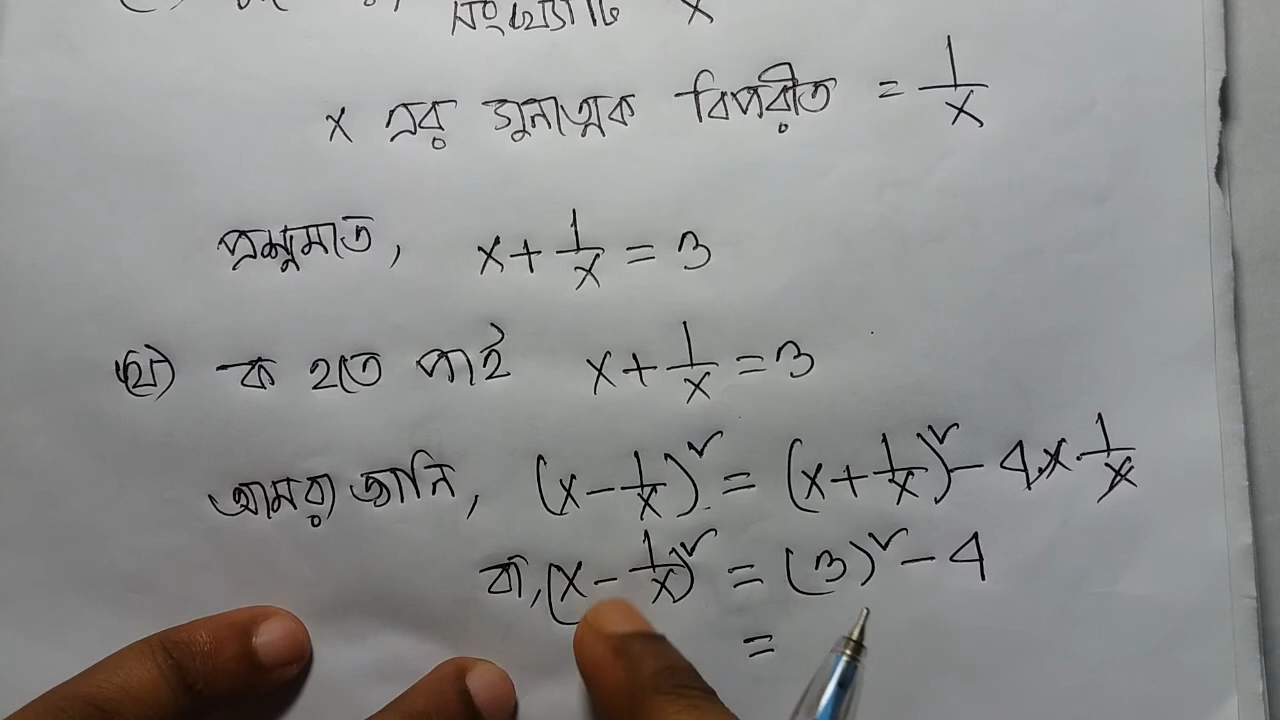 সংখ্যাটি x
x এর গুনাত্মক বিপরীত = 1/x
প্রশ্নমতে, x + 1/x = 3
(খ) ক হতে পাই x + 1/x = 3
আমরা জানি, (x - 1/x)² = (x + 1/x)² - 4x 1/x
বা, (x - 1/x)² = (3)² - 4
=